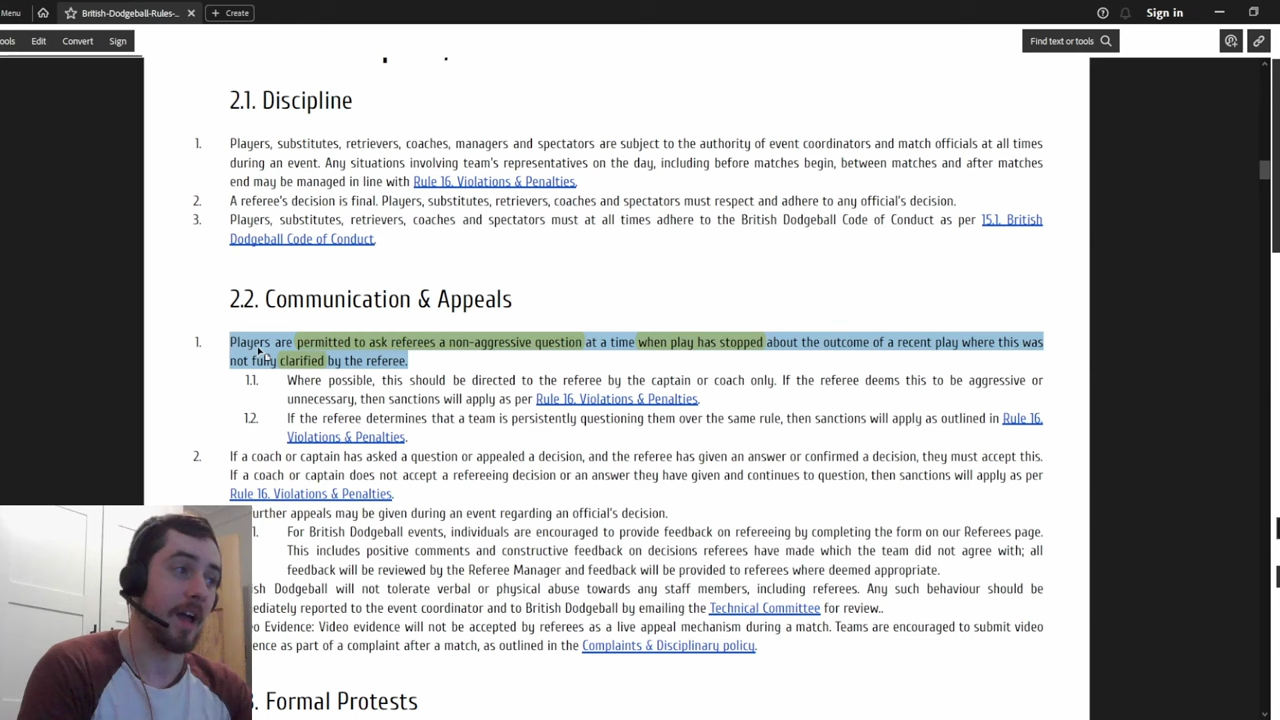 Menu
British-Dodgeball-Rules-...
Create
Sign in
ools
Edit
Convert
Sign
Find text or tools
2.1. Discipline
1. Players, substitutes, retrievers, coaches, managers and spectators are subject to the authority of event coordinators and match officials at all times
during an event. Any situations involving team's representatives on the day, including before matches begin, between matches and after matches
end may be managed in line with Rule 16. Violations & Penalties.
2. A referee's decision is final. Players, substitutes, retrievers, coaches and spectators must respect and adhere to any official's decision.
3. Players, substitutes, retrievers, coaches and spectators must at all times adhere to the British Dodgeball Code of Conduct as per 15.1. British
Dodgeball Code of Conduct.
2.2. Communication & Appeals
1. Players are permitted to ask referees a non-aggressive question at a time when play has stopped about the outcome of a recent play where this was
not fully clarified by the referee.
1.1. Where possible, this should be directed to the referee by the captain or coach only. If the referee deems this to be aggressive or
unnecessary, then sanctions will apply as per Rule 16. Violations & Penalties.
1.2. If the referee determines that a team is persistently questioning them over the same rule, then sanctions will apply as outlined in Rule 16.
Violations & Penalties.
2. If a coach or captain has asked a question or appealed a decision, and the referee has given an answer or confirmed a decision, they must accept this.
If a coach or captain does not accept a refereeing decision or an answer they have given and continues to question, then sanctions will apply as per
Rule 16. Violations & Penalties.
further appeals may be given during an event regarding an official's decision.
1. For British Dodgeball events, individuals are encouraged to provide feedback on refereeing by completing the form on our Referees page.
This includes positive comments and constructive feedback on decisions referees have made which the team did not agree with; all
feedback will be reviewed by the Referee Manager and feedback will be provided to referees where deemed appropriate.
ish Dodgeball will not tolerate verbal or physical abuse towards any staff members, including referees. Any such behaviour should be
mediately reported to the event coordinator and to British Dodgeball by emailing the Technical Committee for review..
o Evidence: Video evidence will not be accepted by referees as a live appeal mechanism during a match. Teams are encouraged to submit video
ence as part of a complaint after a match, as outlined in the Complaints & Disciplinary policy.
. Formal Protests